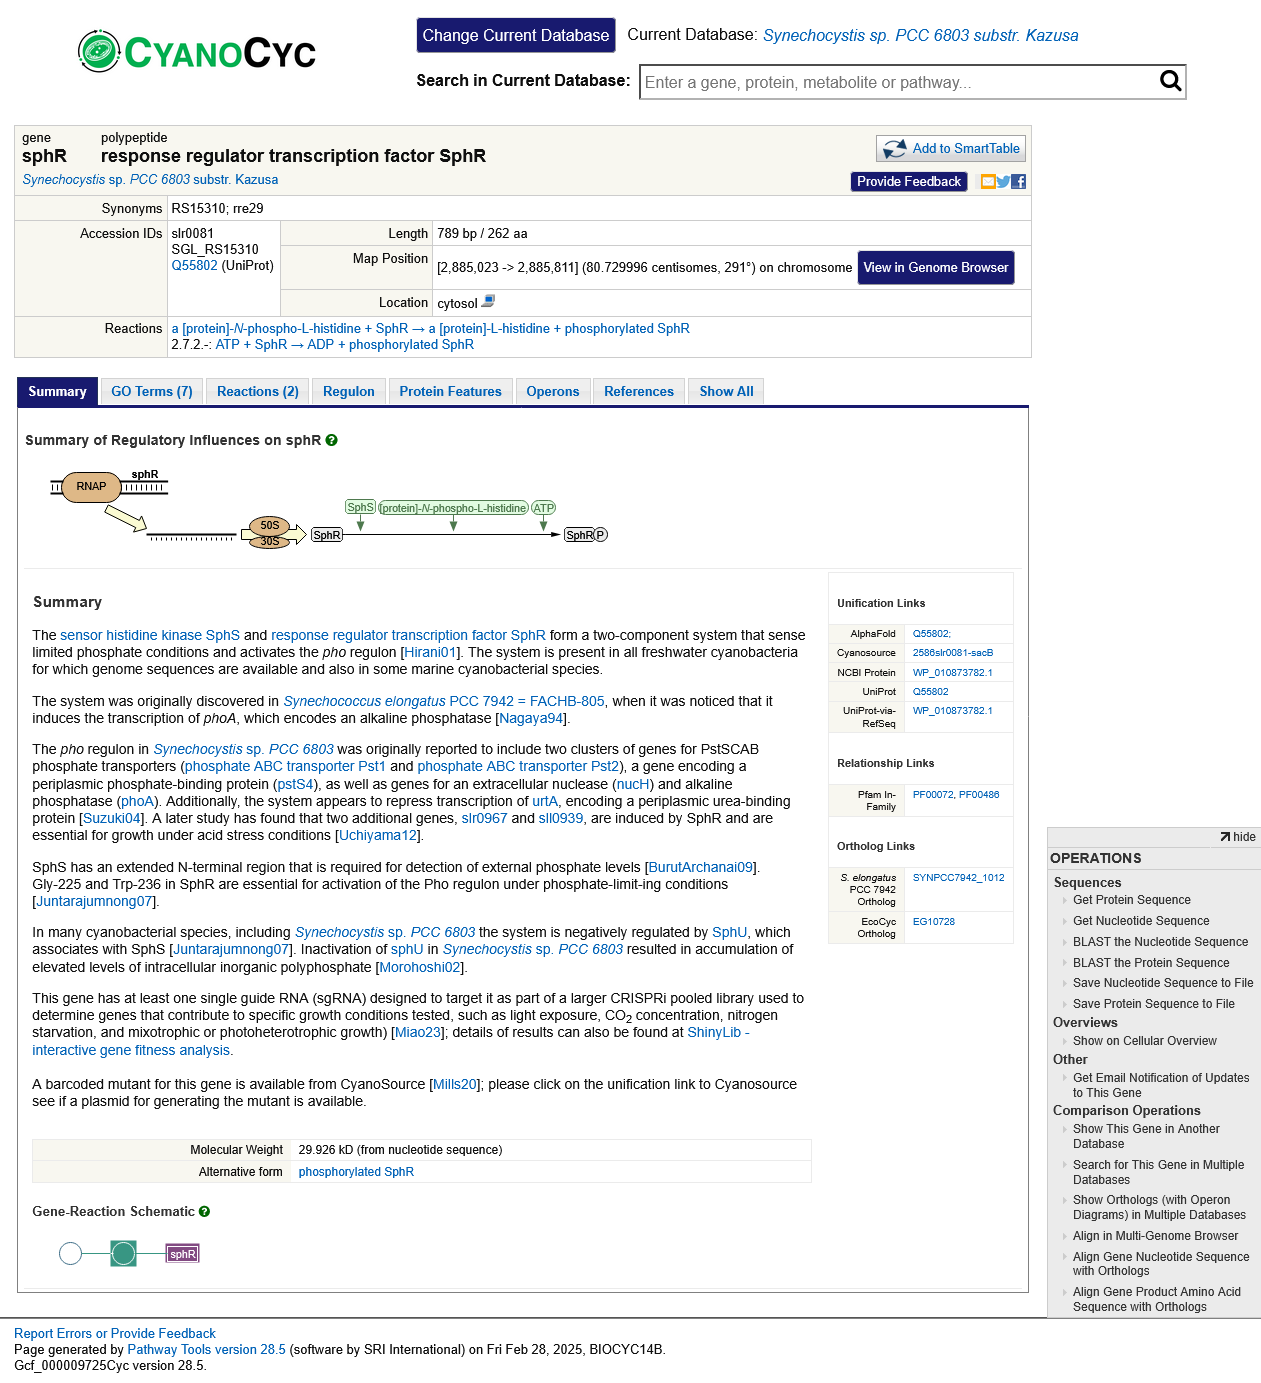 CYANOCYC
Change Current Database
Current Database: Synechocystis sp. PCC 6803 substr. Kazusa
Search in Current Database:
Enter a gene, protein, metabolite or pathway...
gene polypeptide
sphR response regulator transcription factor SphR
Synechocystis sp. PCC 6803 substr. Kazusa
Add to SmartTable
Provide Feedback
Synonyms RS15310; rre29
Accession IDs slr0081
SGL_RS15310
Q55802 (UniProt)
Length 789 bp / 262 aa
Map Position [2,885,023 -> 2,885,811] (80.729996 centisomes, 291°) on chromosome View in Genome Browser
Location cytosol
Reactions a [protein]-N-phospho-L-histidine + SphR → a [protein]-L-histidine + phosphorylated SphR
2.7.2.-: ATP + SphR → ADP + phosphorylated SphR
Summary GO Terms (7) Reactions (2) Regulon Protein Features Operons References Show All
Summary of Regulatory Influences on sphR ?
sphR
RNAP
SphS [protein]-N-phospho-L-histidine ATP
50S
30S
SphR SphR P
Summary
The sensor histidine kinase SphS and response regulator transcription factor SphR form a two-component system that sense
limited phosphate conditions and activates the pho regulon [Hirani01]. The system is present in all freshwater cyanobacteria
for which genome sequences are available and also in some marine cyanobacterial species.
The system was originally discovered in Synechococcus elongatus PCC 7942 = FACHB-805, when it was noticed that it
induces the transcription of phoA, which encodes an alkaline phosphatase [Nagaya94].
The pho regulon in Synechocystis sp. PCC 6803 was originally reported to include two clusters of genes for PstSCAB
phosphate transporters (phosphate ABC transporter Pst1 and phosphate ABC transporter Pst2), a gene encoding a
periplasmic phosphate-binding protein (pstS4), as well as genes for an extracellular nuclease (nucH) and alkaline
phosphatase (phoA). Additionally, the system appears to repress transcription of urtA, encoding a periplasmic urea-binding
protein [Suzuki04]. A later study has found that two additional genes, slr0967 and sll0939, are induced by SphR and are
essential for growth under acid stress conditions [Uchiyama12].
SphS has an extended N-terminal region that is required for detection of external phosphate levels [BurutArchanai09].
Gly-225 and Trp-236 in SphR are essential for activation of the Pho regulon under phosphate-limit-ing conditions
[Juntarajumnong07].
In many cyanobacterial species, including Synechocystis sp. PCC 6803 the system is negatively regulated by SphU, which
associates with SphS [Juntarajumnong07]. Inactivation of sphU in Synechocystis sp. PCC 6803 resulted in accumulation of
elevated levels of intracellular inorganic polyphosphate [Morohoshi02].
This gene has at least one single guide RNA (sgRNA) designed to target it as part of a larger CRISPRi pooled library used to
determine genes that contribute to specific growth conditions tested, such as light exposure, CO2 concentration, nitrogen
starvation, and mixotrophic or photoheterotrophic growth) [Miao23]; details of results can also be found at ShinyLib -
interactive gene fitness analysis.
A barcoded mutant for this gene is available from CyanoSource [Mills20]; please click on the unification link to Cyanosource
see if a plasmid for generating the mutant is available.
Molecular Weight 29.926 kD (from nucleotide sequence)
Alternative form phosphorylated SphR
Gene-Reaction Schematic ?
sphR
Unification Links
AlphaFold Q55802;
Cyanosource 2586slr0081-sacB
NCBI Protein WP_010873782.1
UniProt Q55802
UniProt-via-
RefSeq WP_010873782.1
Relationship Links
Pfam In-
Family PF00072, PF00486
Ortholog Links
S. elongatus
PCC 7942
Ortholog SYNPCC7942_1012
EcoCyc
Ortholog EG10728
hide
OPERATIONS
Sequences
Get Protein Sequence
Get Nucleotide Sequence
BLAST the Nucleotide Sequence
BLAST the Protein Sequence
Save Nucleotide Sequence to File
Save Protein Sequence to File
Overviews
Show on Cellular Overview
Other
Get Email Notification of Updates
to This Gene
Comparison Operations
Show This Gene in Another
Database
Search for This Gene in Multiple
Databases
Show Orthologs (with Operon
Diagrams) in Multiple Databases
Align in Multi-Genome Browser
Align Gene Nucleotide Sequence
with Orthologs
Align Gene Product Amino Acid
Sequence with Orthologs
Report Errors or Provide Feedback
Page generated by Pathway Tools version 28.5 (software by SRI International) on Fri Feb 28, 2025, BIOCYC14B.
Gcf_000009725Cyc version 28.5.